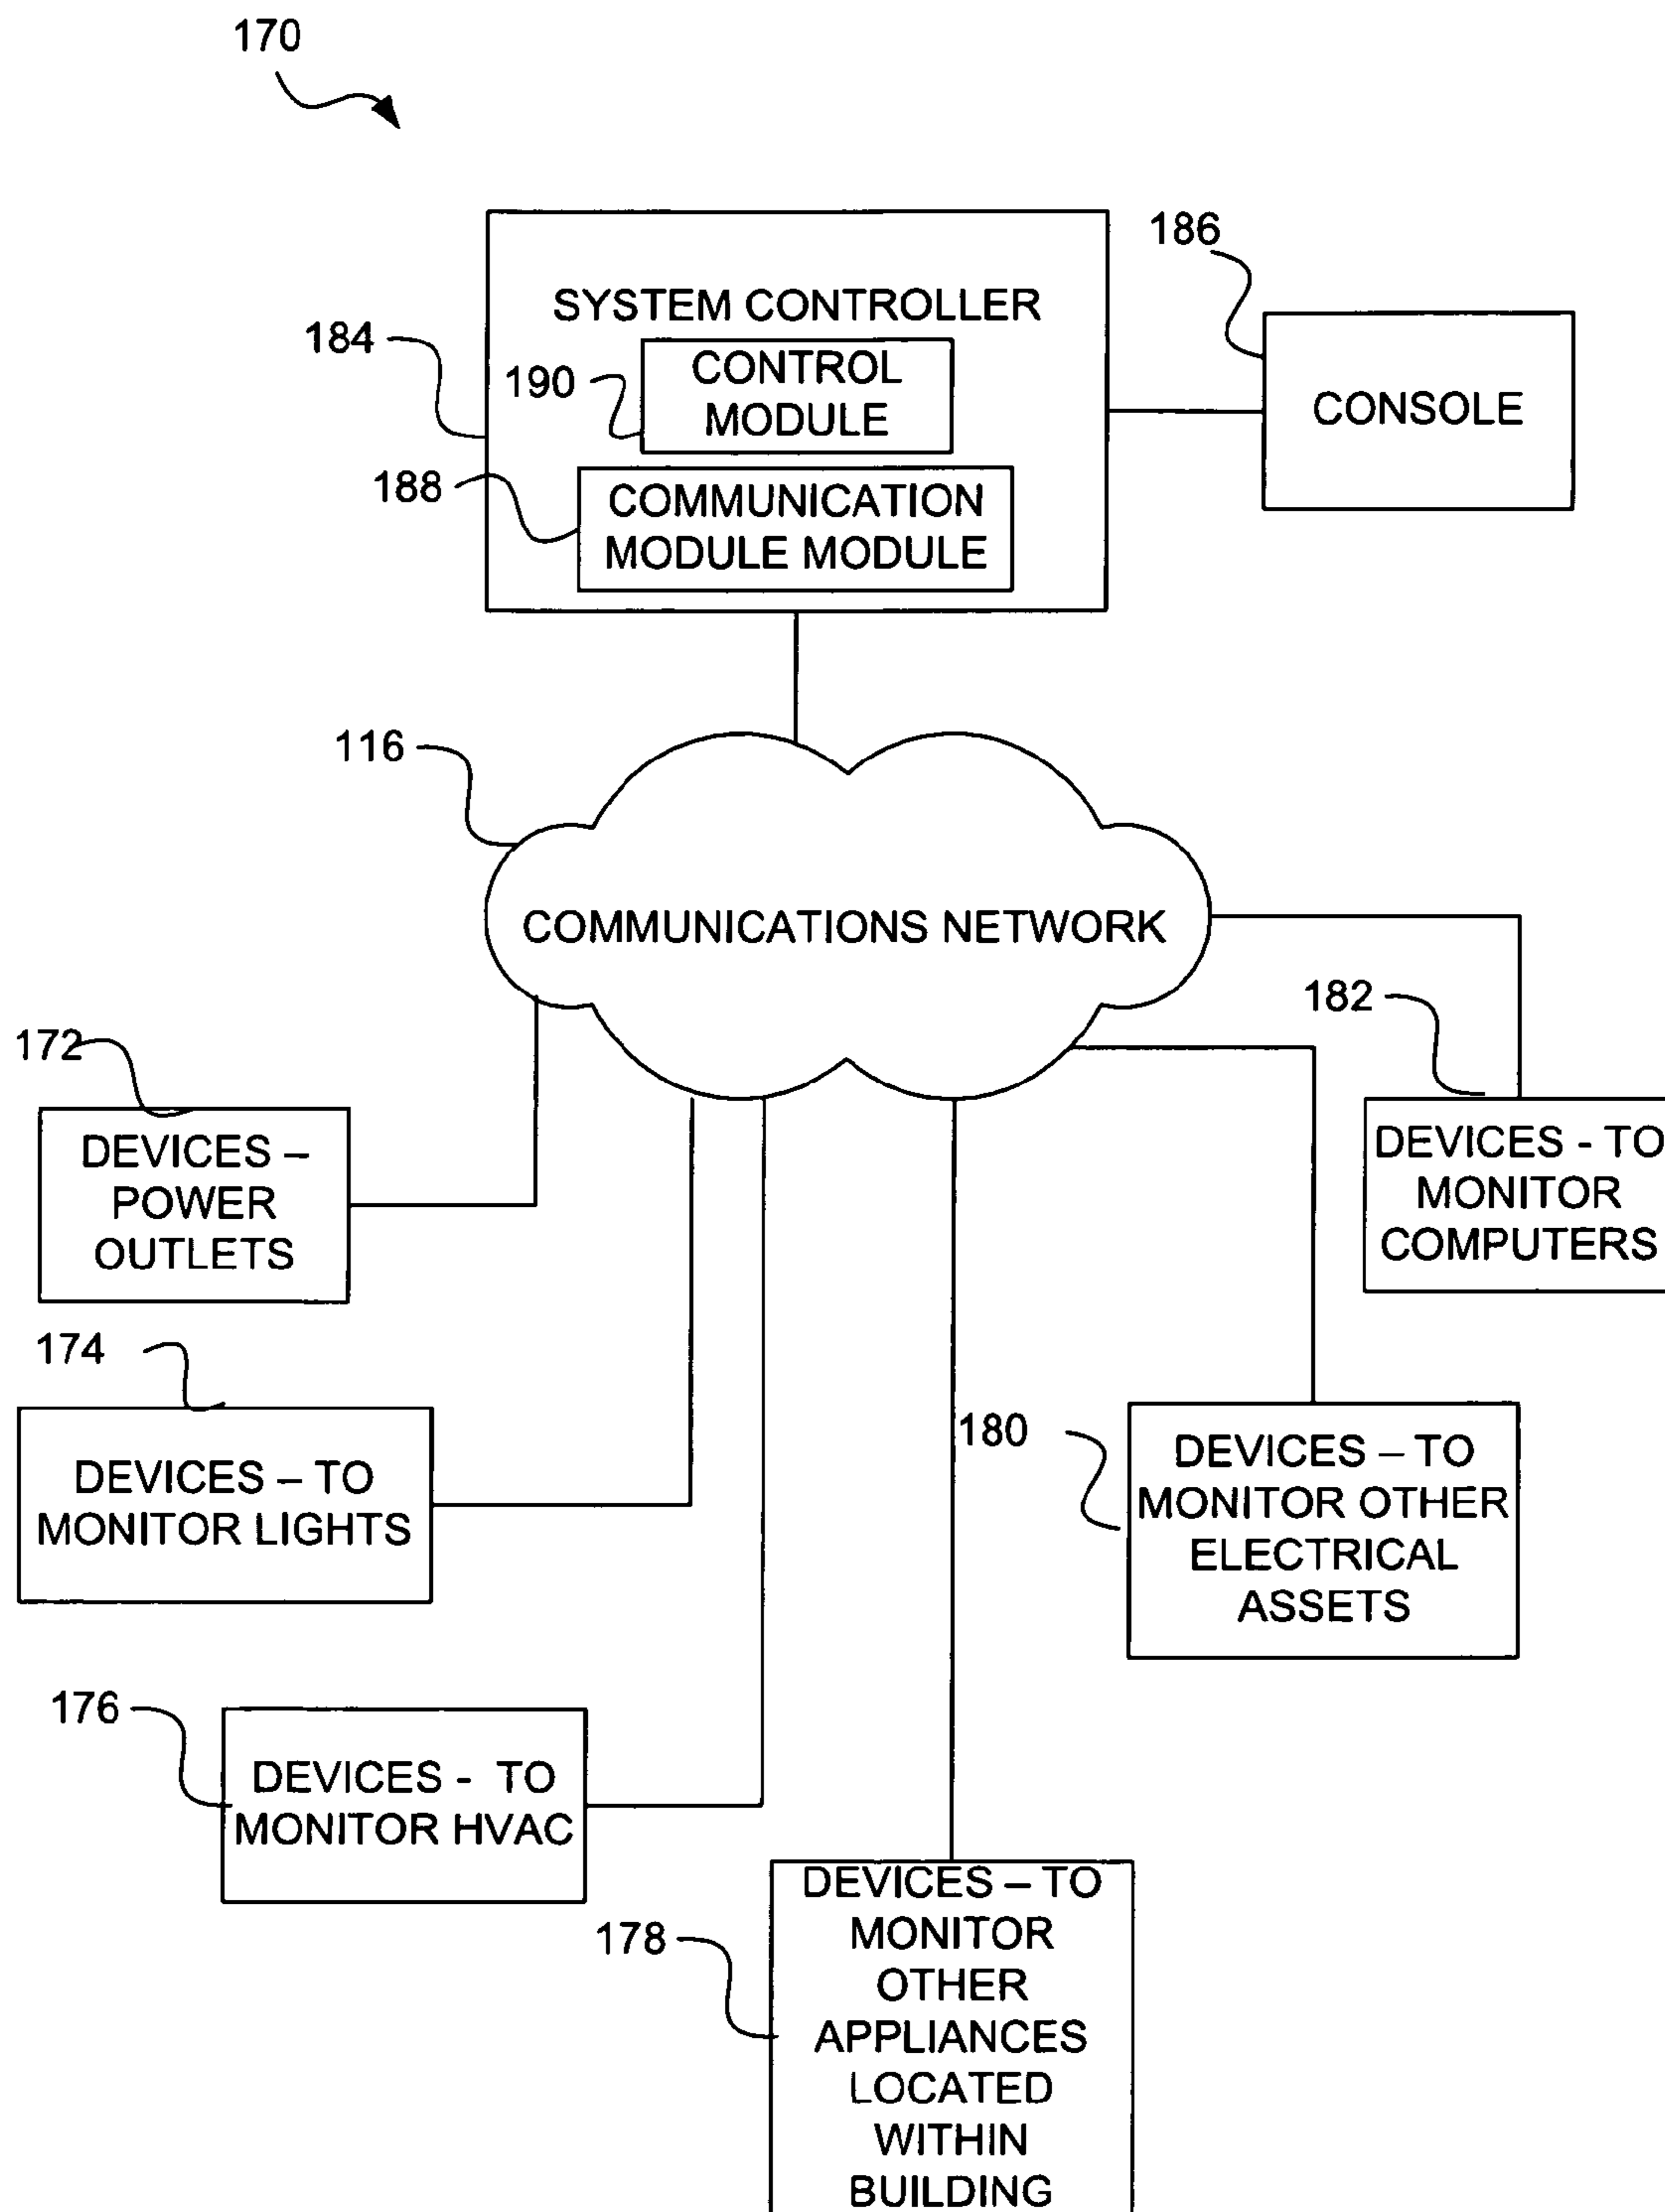 170
186
SYSTEM CONTROLLER
184
CONTROL
MODULE
190
CONSOLE
188
COMMUNICATION
MODULE MODULE
116
COMMUNICATIONS NETWORK
182
172
DEVICES - TO
MONITOR
COMPUTERS
DEVICES –
POWER
OUTLETS
174
180
DEVICES – TO
MONITOR OTHER
ELECTRICAL
ASSETS
DEVICES – TO
MONITOR LIGHTS
176
DEVICES - TO
MONITOR HVAC
178
DEVICES – TO
MONITOR
OTHER
APPLIANCES
LOCATED
WITHIN
BUILDING